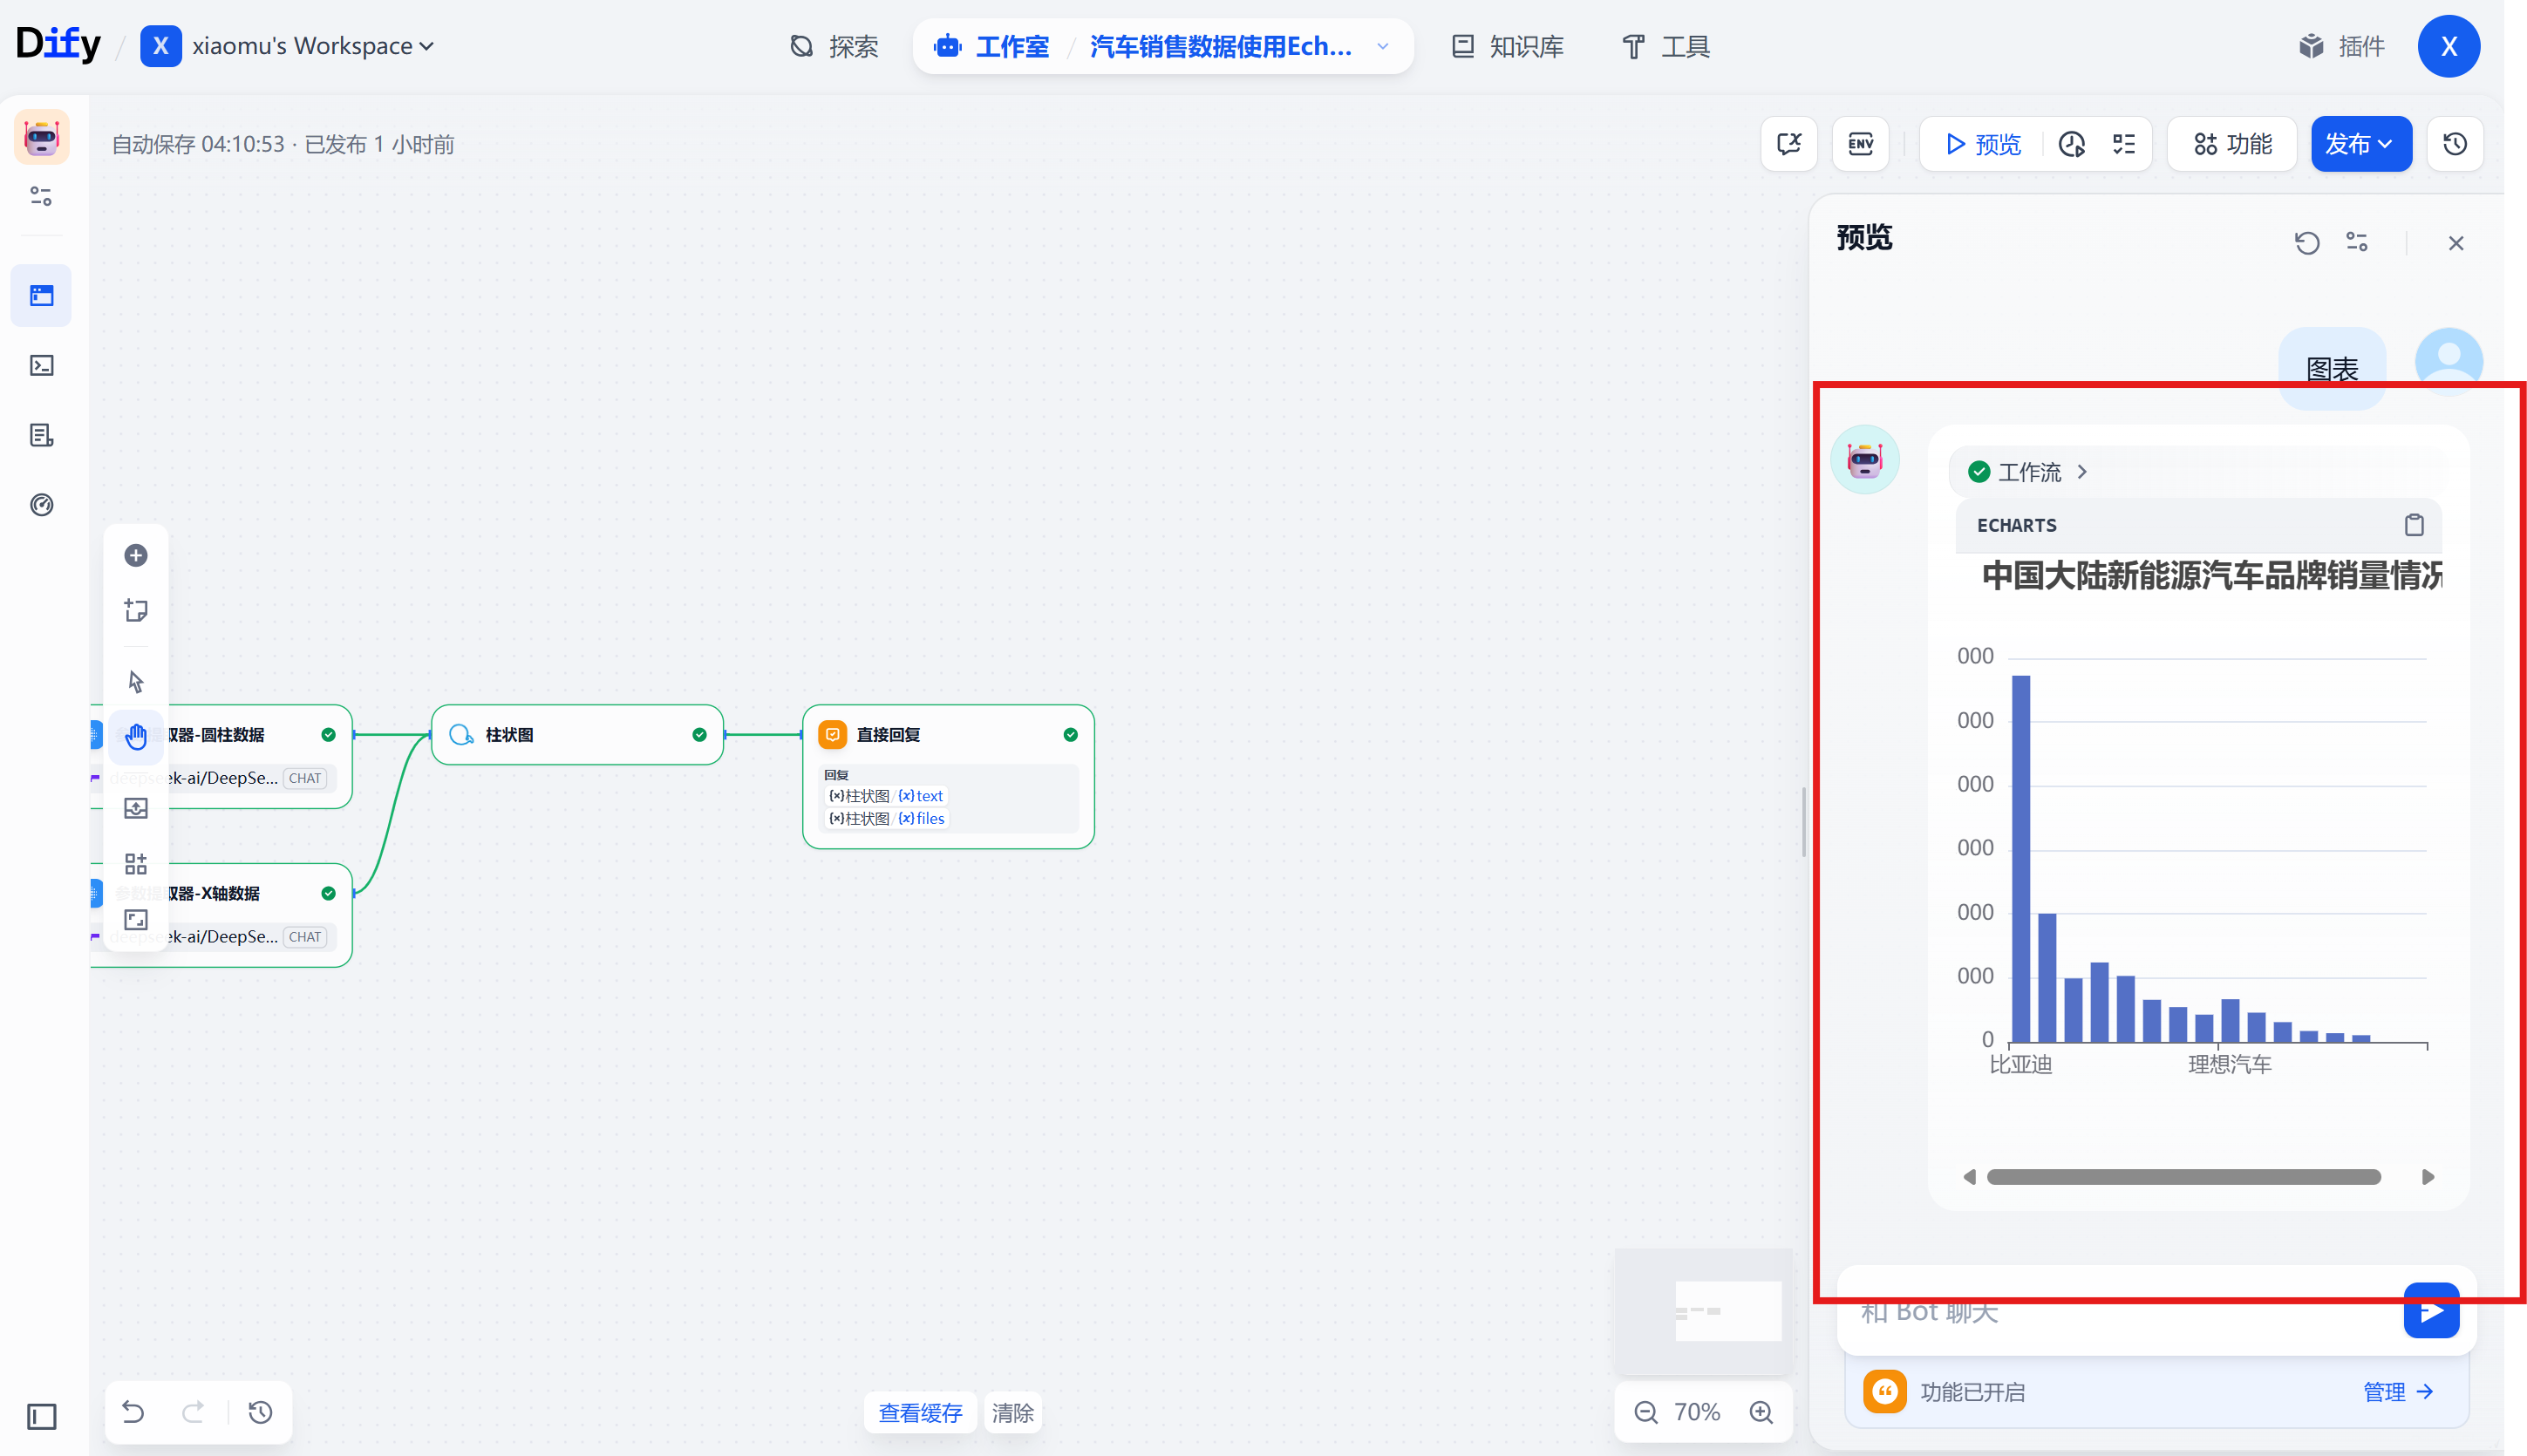 Dify / X xiaomu's Workspace
探索
工作室 / 汽车销售数据使用Ech...
知识库
工具
插件
X
自动保存 04:10:53 · 已发布 1 小时前
ENV
预览
功能
发布
预览
图表
工作流
ECHARTS
中国大陆新能源汽车品牌销量情况
000
000
000
000
000
000
0
比亚迪
理想汽车
取器-圆柱数据
deepseek-ai/DeepSe... CHAT
柱状图
直接回复
回复
{x}柱状图/{x}text
{x}柱状图/{x}files
参数提取器-X轴数据
deepseek-ai/DeepSe... CHAT
和 Bot 聊天
功能已开启
管理
查看缓存
清除
70%